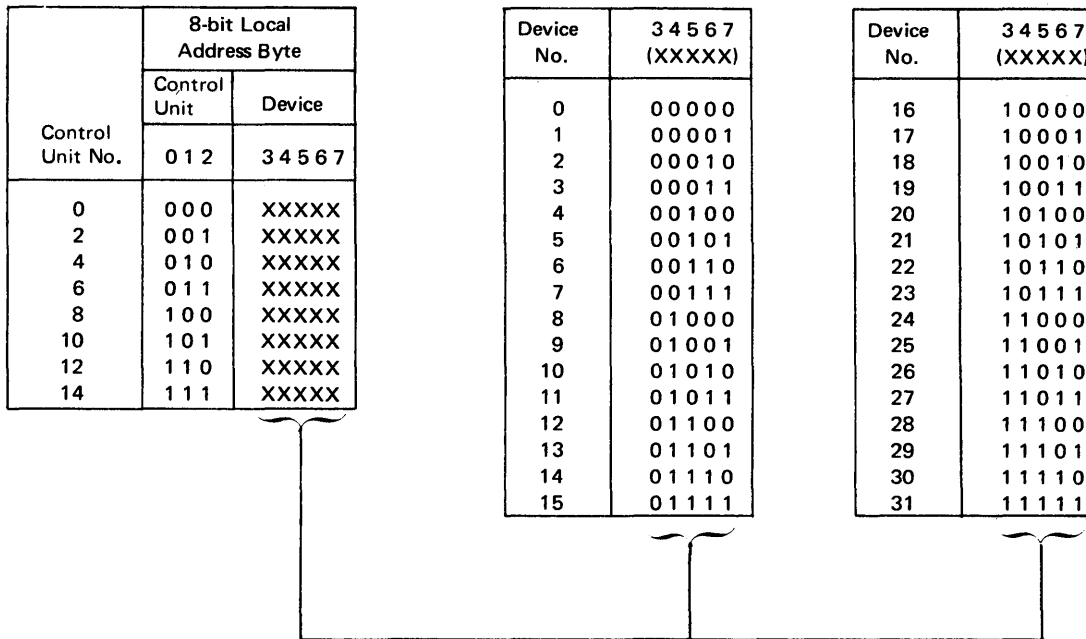 8-bit Local
Address Byte
Control
Unit
Device
Control
Unit No.
0 1 2
3 4 5 6 7
0 0 0 0 XXXXX
2 0 0 1 XXXXX
4 0 1 0 XXXXX
6 0 1 1 XXXXX
8 1 0 0 XXXXX
10 1 0 1 XXXXX
12 1 1 0 XXXXX
14 1 1 1 XXXXX
Device
No.
3 4 5 6 7
(XXXXX)
0 0 0 0 0 0
1 0 0 0 0 1
2 0 0 0 1 0
3 0 0 0 1 1
4 0 0 1 0 0
5 0 0 1 0 1
6 0 0 1 1 0
7 0 0 1 1 1
8 0 1 0 0 0
9 0 1 0 0 1
10 0 1 0 1 0
11 0 1 0 1 1
12 0 1 1 0 0
13 0 1 1 0 1
14 0 1 1 1 0
15 0 1 1 1 1
Device
No.
3 4 5 6 7
(XXXXX)
16 1 0 0 0 0
17 1 0 0 0 1
18 1 0 0 1 0
19 1 0 0 1 1
20 1 0 1 0 0
21 1 0 1 0 1
22 1 0 1 1 0
23 1 0 1 1 1
24 1 1 0 0 0
25 1 1 0 0 1
26 1 1 0 1 0
27 1 1 0 1 1
28 1 1 1 0 0
29 1 1 1 0 1
30 1 1 1 1 0
31 1 1 1 1 1